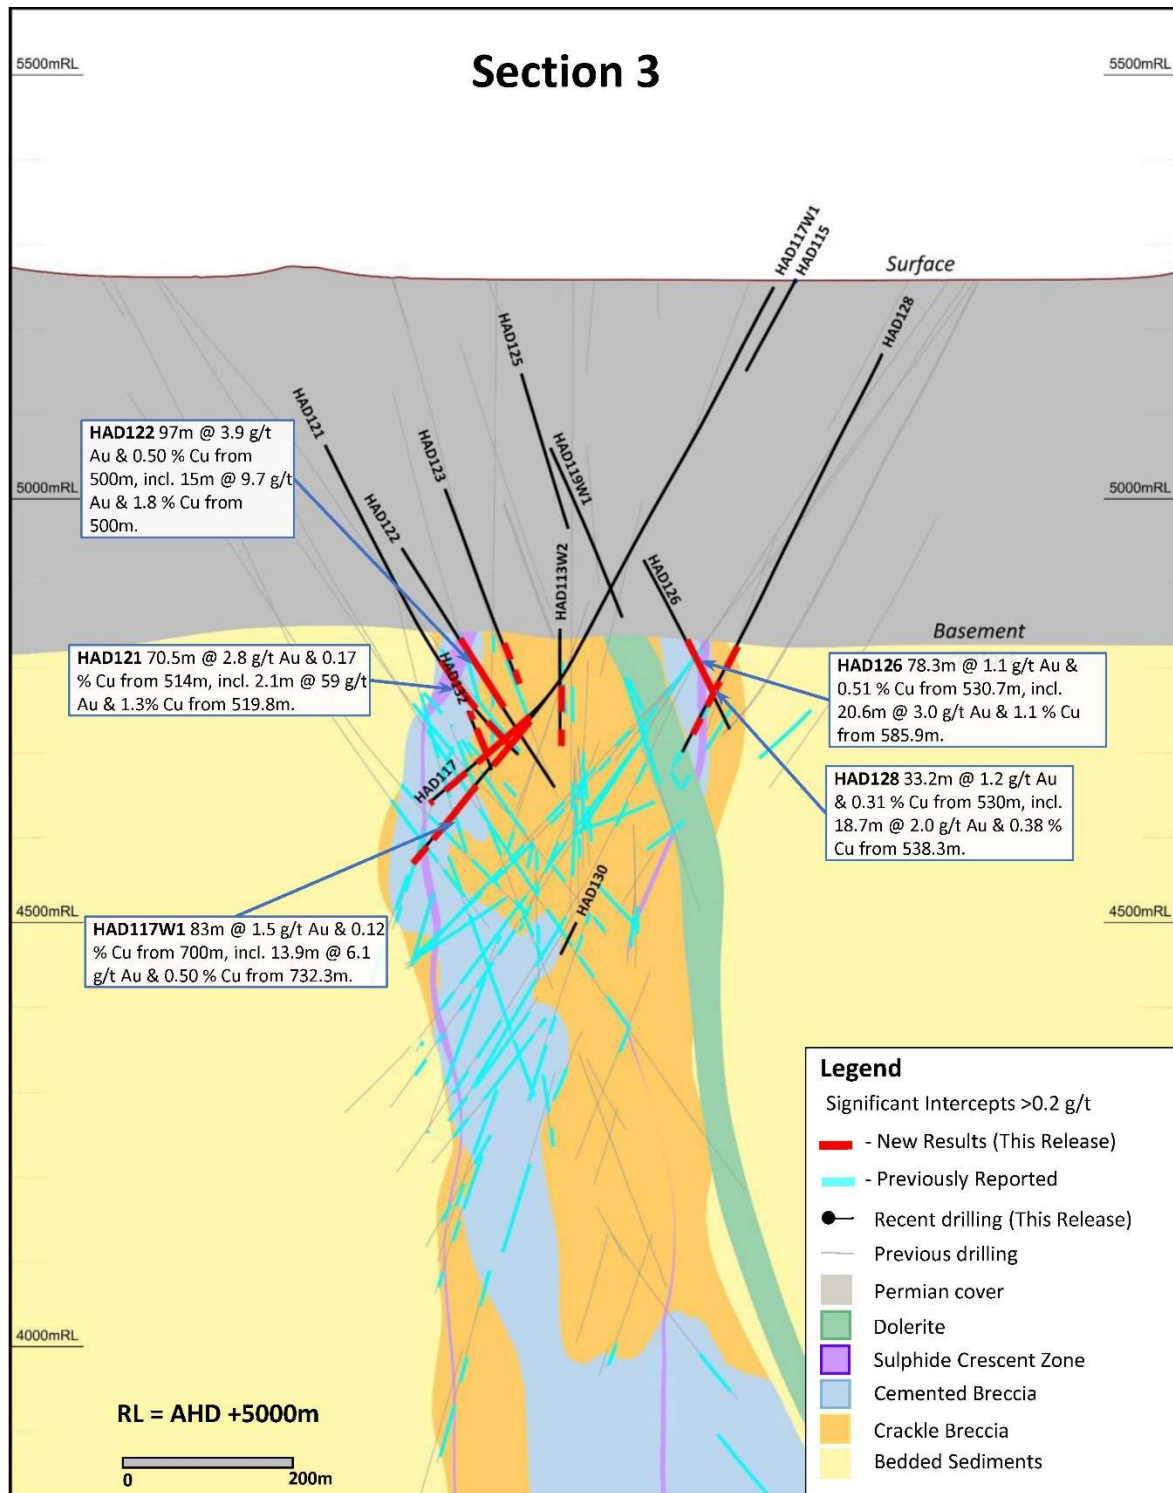 Section 3
5500mRL
5500mRL
HAD117W1
HAD115
Surface
HAD128
HAD125
HAD121
HAD123
HAD119W1
HAD122 97m @ 3.9 g/t
Au & 0.50 % Cu from
500m, incl. 15m @ 9.7 g/t
Au & 1.8 % Cu from
500m.
5000mRL
5000mRL
HAD122
HAD113W2
HAD126
Basement
HAD121 70.5m @ 2.8 g/t Au & 0.17
% Cu from 514m, incl. 2.1m @ 59 g/t
Au & 1.3% Cu from 519.8m.
HAD132
HAD126 78.3m @ 1.1 g/t Au &
0.51 % Cu from 530.7m, incl.
20.6m @ 3.0 g/t Au & 1.1 % Cu
from 585.9m.
HAD117
HAD128 33.2m @ 1.2 g/t Au
& 0.31 % Cu from 530m, incl.
18.7m @ 2.0 g/t Au & 0.38 %
Cu from 538.3m.
HAD130
4500mRL
4500mRL
HAD117W1 83m @ 1.5 g/t Au & 0.12
% Cu from 700m, incl. 13.9m @ 6.1
g/t Au & 0.50 % Cu from 732.3m.
Legend
Significant Intercepts >0.2 g/t
- New Results (This Release)
- Previously Reported
Recent drilling (This Release)
Previous drilling
Permian cover
Dolerite
Sulphide Crescent Zone
Cemented Breccia
Crackle Breccia
Bedded Sediments
4000mRL
RL = AHD +5000m
0
200m